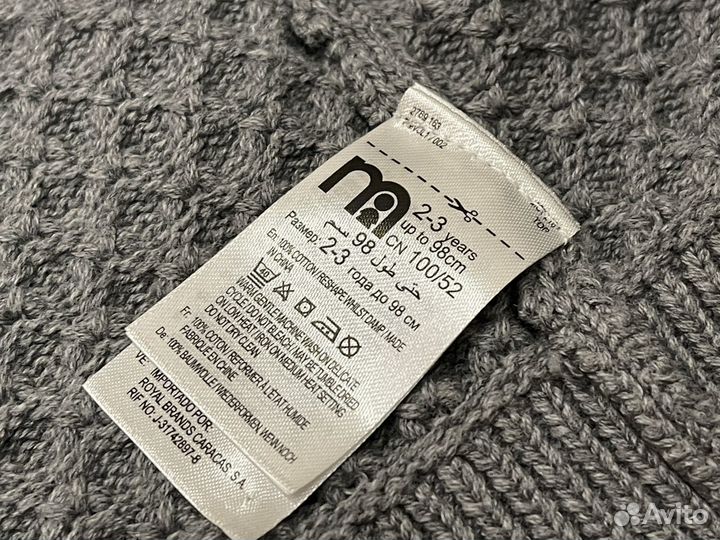 2769 163
2-3 years
up to 98cm
CN 100/52
حتى طول 98 سم
Размер: 2-3 года до 98 см
En: 100% COTTON/RESHAPE WHILST DAMP / MADE
IN CHINA
WARM GENTLE MACHINE WASH ON DELICATE
CYCLE / DO NOT BLEACH / MAY BE TUMBLE DRIED
ON LOW HEAT / IRON ON MEDIUM HEAT SETTING
DO NOT DRY CLEAN
Fr: 100% COTON/REFORMER A L'ETAT HUMIDE
FABRIQUE EN CHINE
De: 100% BAUMWOLLE / WIEDERFORMEN WENN NOCH
VE: IMPORTADO POR:
ROYAL BRANDS, CARACAS, S.A.
RIF NO. J-31742897-8
TOP
Avito